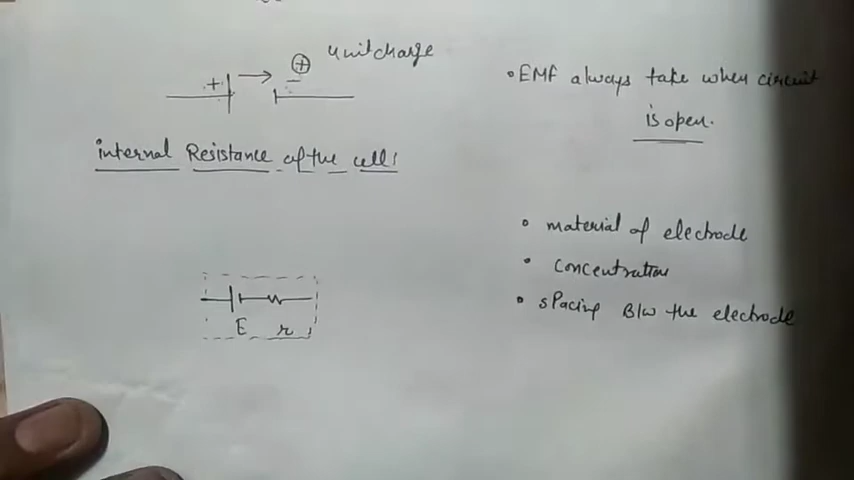 + ⊕ unit charge
−
• EMF always take when circuit
is open.
internal Resistance of the cell:
• material of electrode
• concentration
• spacing B/w the electrode
E r